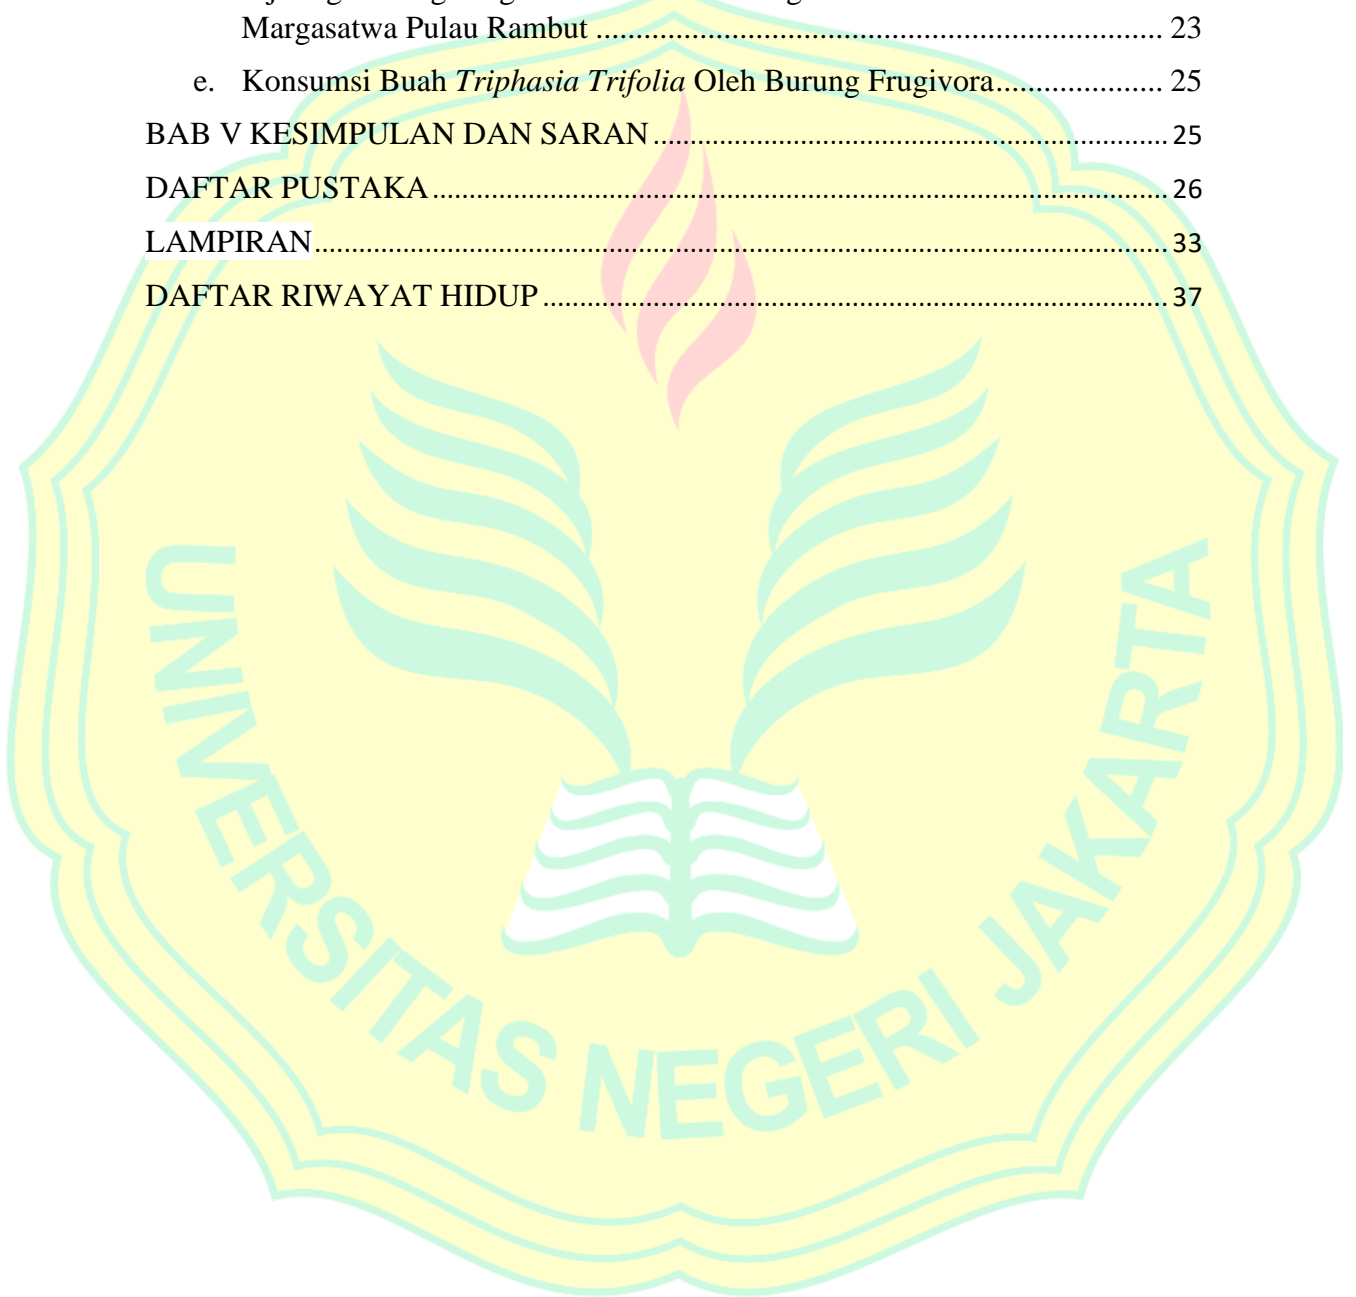 Margasatwa Pulau Rambut ...................................................................... 23
e. Konsumsi Buah Triphasia Trifolia Oleh Burung Frugivora..................... 25
BAB V KESIMPULAN DAN SARAN ...................................................................... 25
DAFTAR PUSTAKA ...................................................................... 26
LAMPIRAN ...................................................................... 33
DAFTAR RIWAYAT HIDUP ...................................................................... 37
UNIVERSITAS NEGERI JAKARTA